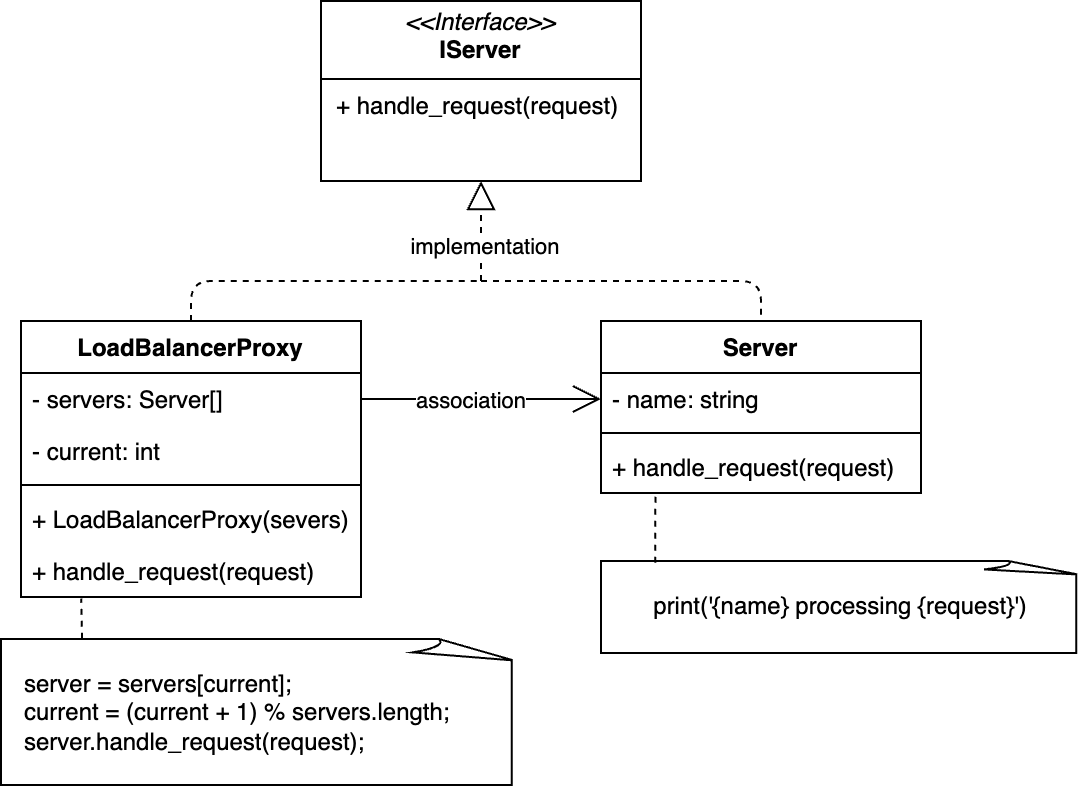 <<Interface>>
IServer
+ handle_request(request)
implementation
LoadBalancerProxy
- servers: Server[]
- current: int
+ LoadBalancerProxy(severs)
+ handle_request(request)
association
Server
- name: string
+ handle_request(request)
print('{name} processing {request}')
server = servers[current];
current = (current + 1) % servers.length;
server.handle_request(request);